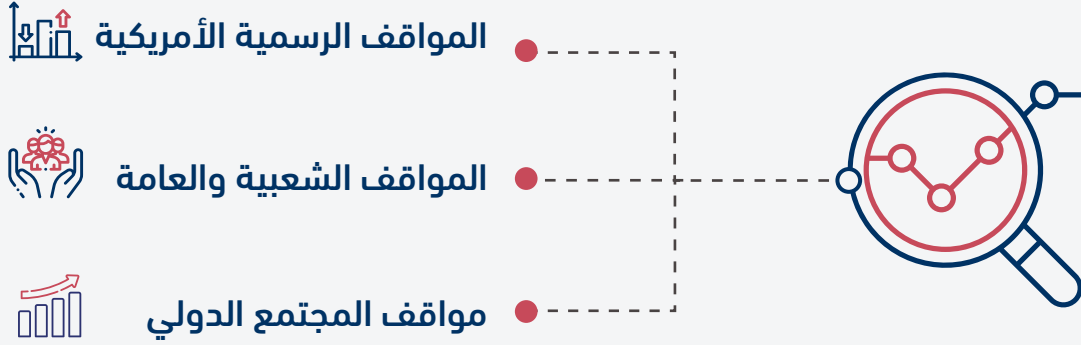 المواقف الرسمية الأمريكية
المواقف الشعبية والعامة
مواقف المجتمع الدولي